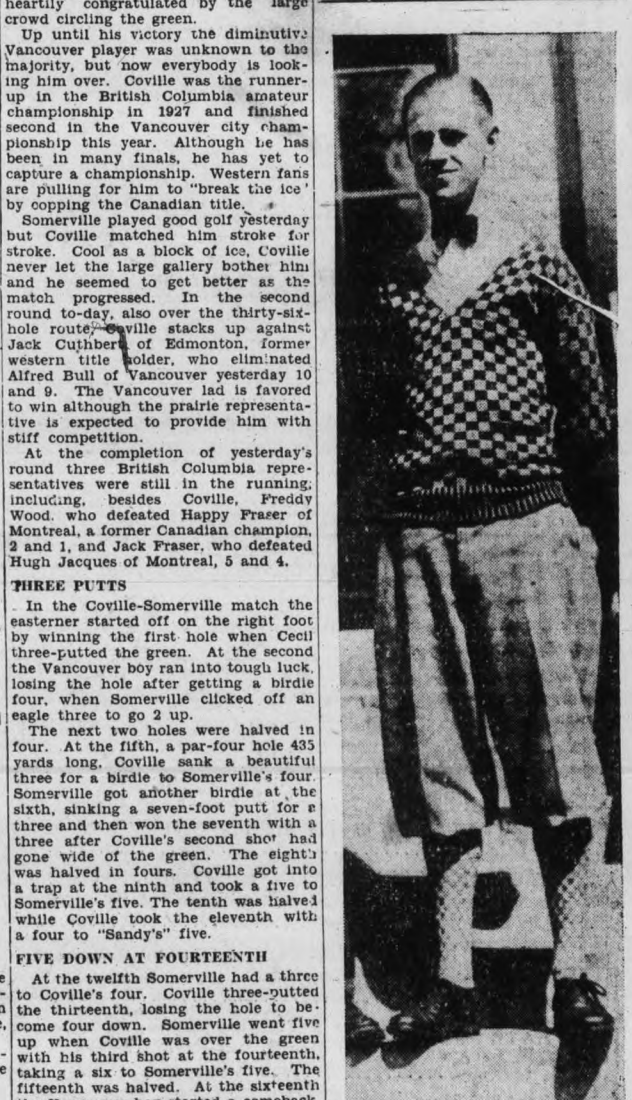 heartily congratulated by the large
crowd circling the green.
Up until his victory the diminutive
Vancouver player was unknown to the
majority, but now everybody is look-
ing him over. Coville was the runner-
up in the British Columbia amateur
championship in 1927 and finished
second in the Vancouver city cham-
pionship this year. Although he has
been in many finals, he has yet to
capture a championship. Western fans
are pulling for him to "break the ice'
by copping the Canadian title.
Somerville played good golf yesterday
but Coville matched him stroke for
stroke. Cool as a block of ice, Coville
never let the large gallery bother him
and he seemed to get better as the
match progressed. In the second
round to-day, also over the thirty-six-
hole route, Coville stacks up against
Jack Cuthbert of Edmonton, former
western title holder, who eliminated
Alfred Bull of Vancouver yesterday 10
and 9. The Vancouver lad is favored
to win although the prairie representa-
tive is expected to provide him with
stiff competition.
At the completion of yesterday's
round three British Columbia repre-
sentatives were still in the running;
including, besides Coville, Freddy
Wood, who defeated Happy Fraser of
Montreal, a former Canadian champion,
2 and 1, and Jack Fraser, who defeated
Hugh Jacques of Montreal, 5 and 4.
THREE PUTTS
In the Coville-Somerville match the
easterner started off on the right foot
by winning the first hole when Cecil
three-putted the green. At the second
the Vancouver boy ran into tough luck,
losing the hole after getting a birdie
four, when Somerville clicked off an
eagle three to go 2 up.
The next two holes were halved in
four. At the fifth, a par-four hole 435
yards long, Coville sank a beautiful
three for a birdie to Somerville's four.
Somerville got another birdie at the
sixth, sinking a seven-foot putt for a
three and then won the seventh with a
three after Coville's second shot had
gone wide of the green. The eighth
was halved in fours. Coville got into
a trap at the ninth and took a five to
Somerville's five. The tenth was halved
while Coville took the eleventh with
a four to "Sandy's" five.
FIVE DOWN AT FOURTEENTH
At the twelfth Somerville had a three
to Coville's four. Coville three-putted
the thirteenth, losing the hole to be-
come four down. Somerville went five
up when Coville was over the green
with his third shot at the fourteenth,
taking a six to Somerville's five. The
fifteenth was halved. At the sixteenth